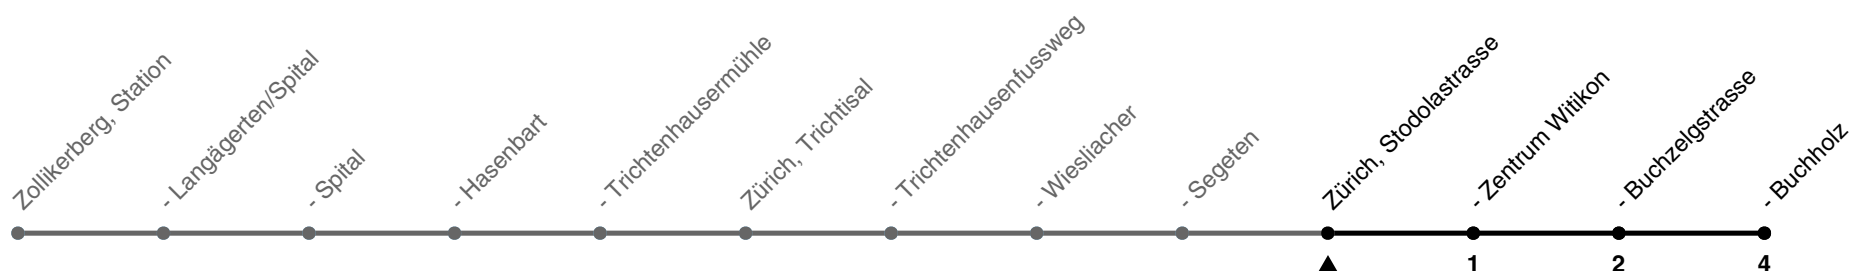 Zollikerberg, Station
- Langägerten/Spital
- Spital
- Hasenbart
- Trichtenhausermühle
Zürich, Trichtisal
- Trichtenhausenfussweg
- Wiesliacher
- Segeten
Zürich, Stodolastrasse
- Zentrum Witikon
- Buchzelgstrasse
- Buchholz
1
2
4